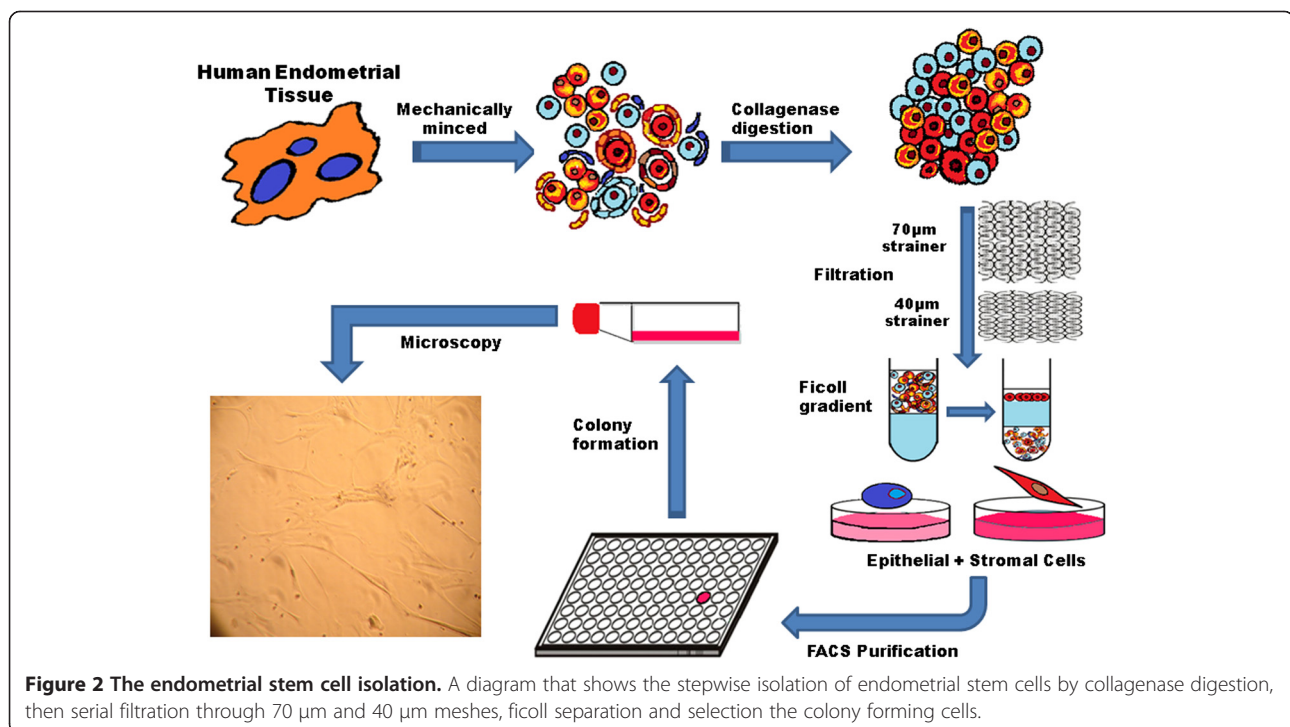 Human Endometrial
Tissue
Mechanically
minced
Collagenase
digestion
70µm
strainer
Filtration
40µm
strainer
Ficoll
gradient
Epithelial + Stromal Cells
FACS Purification
Colony
formation
Microscopy
Figure 2 The endometrial stem cell isolation. A diagram that shows the stepwise isolation of endometrial stem cells by collagenase digestion,
then serial filtration through 70 μm and 40 μm meshes, ficoll separation and selection the colony forming cells.